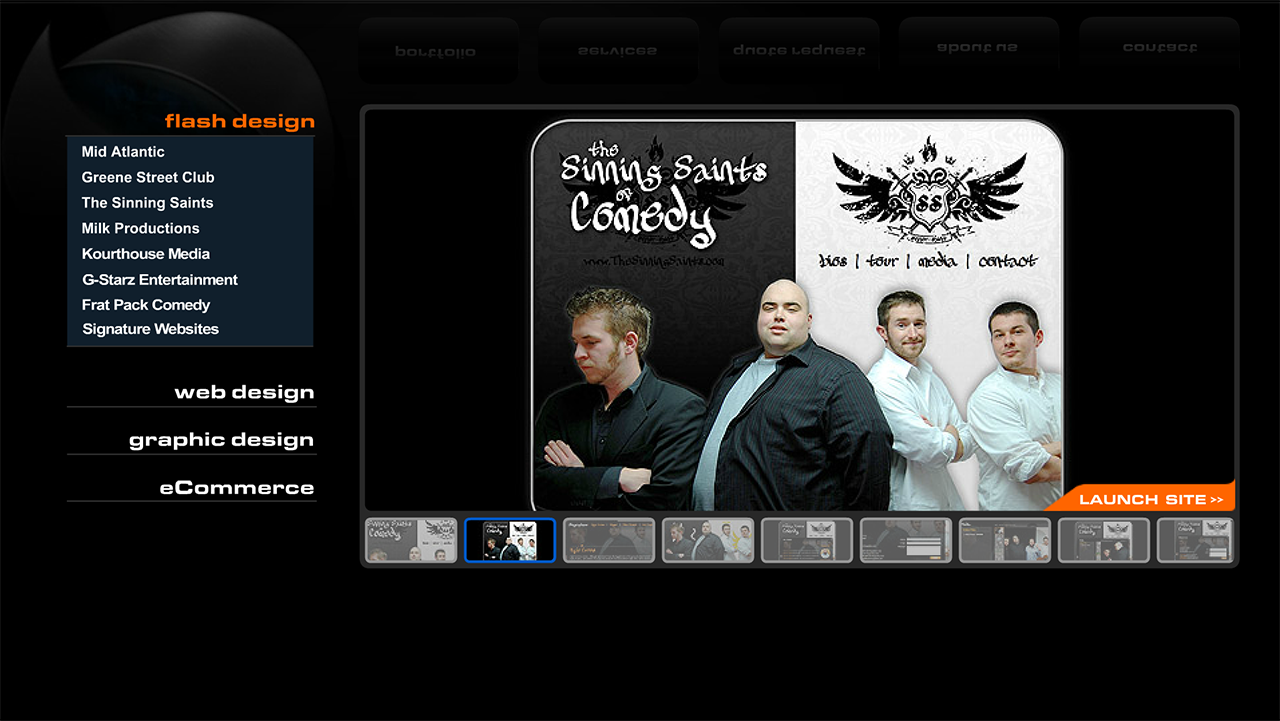 portfolio
services
quote request
about us
contact
flash design
Mid Atlantic
Greene Street Club
The Sinning Saints
Milk Productions
Kourthouse Media
G-Starz Entertainment
Frat Pack Comedy
Signature Websites
web design
graphic design
eCommerce
the
Sinning Saints
of
Comedy
www.TheSinningSaints.com
SS
bios | tour | media | contact
LAUNCH SITE >>